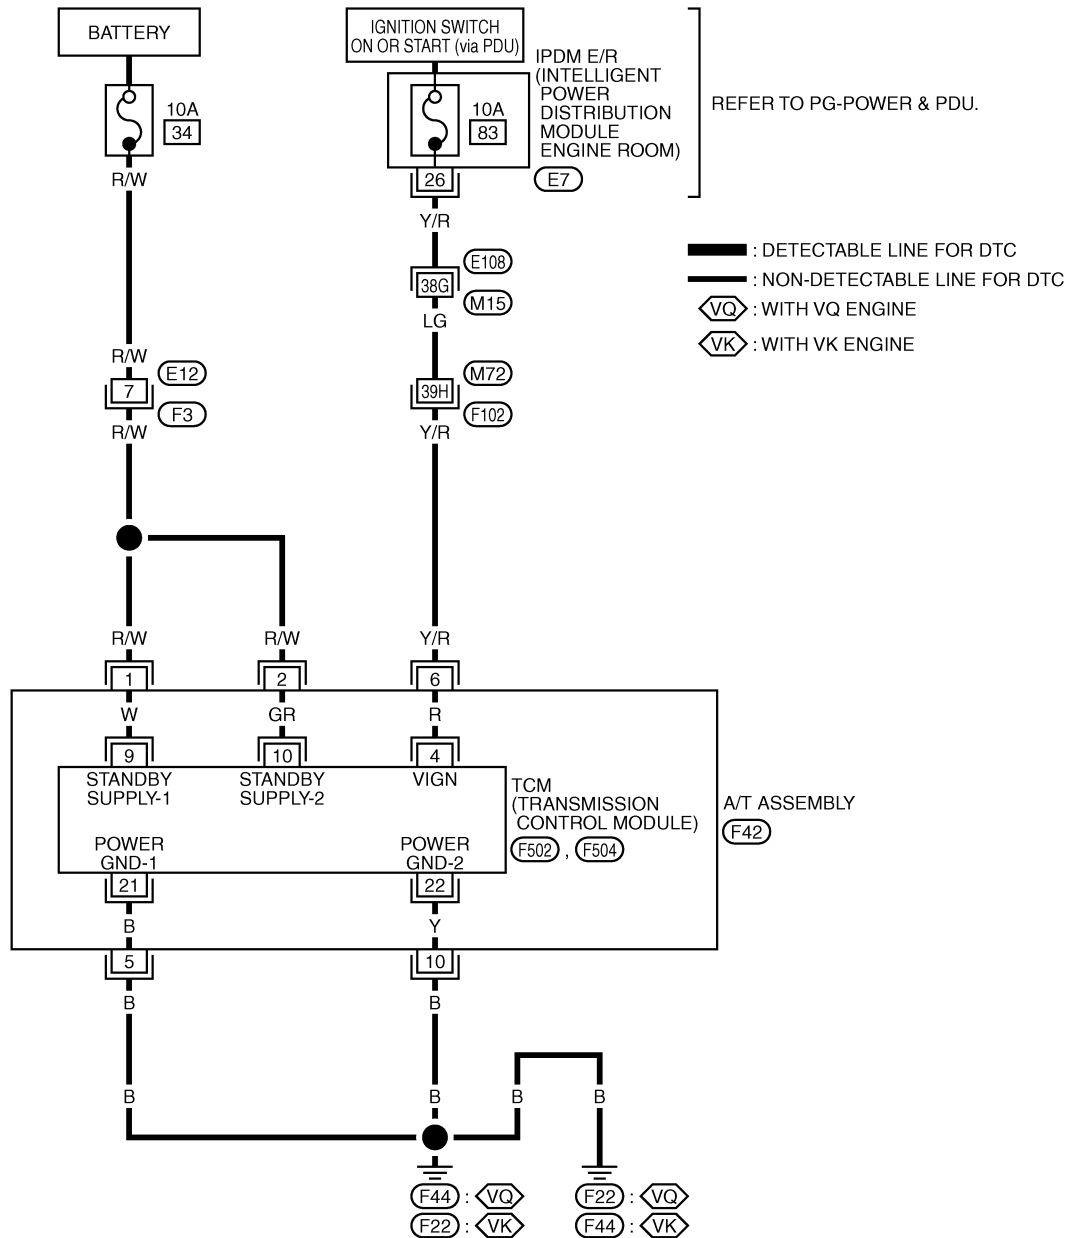 BATTERY
IGNITION SWITCH
ON OR START (via PDU)
10A
34
10A
83
IPDM E/R
(INTELLIGENT
POWER
DISTRIBUTION
MODULE
ENGINE ROOM)
REFER TO PG-POWER & PDU.
R/W
26
E7
Y/R
E108
38G
M15
LG
: DETECTABLE LINE FOR DTC
: NON-DETECTABLE LINE FOR DTC
VQ : WITH VQ ENGINE
VK : WITH VK ENGINE
R/W
E12
7
F3
R/W
M72
39H
F102
Y/R
R/W
R/W
Y/R
1
2
6
W
GR
R
9
10
4
STANDBY
SUPPLY-1
STANDBY
SUPPLY-2
VIGN
TCM
(TRANSMISSION
CONTROL MODULE)
F502 , F504
A/T ASSEMBLY
F42
POWER
GND-1
POWER
GND-2
21
22
B
Y
5
10
B
B
B
B
B
B
F44 : VQ
F22 : VK
F22 : VQ
F44 : VK